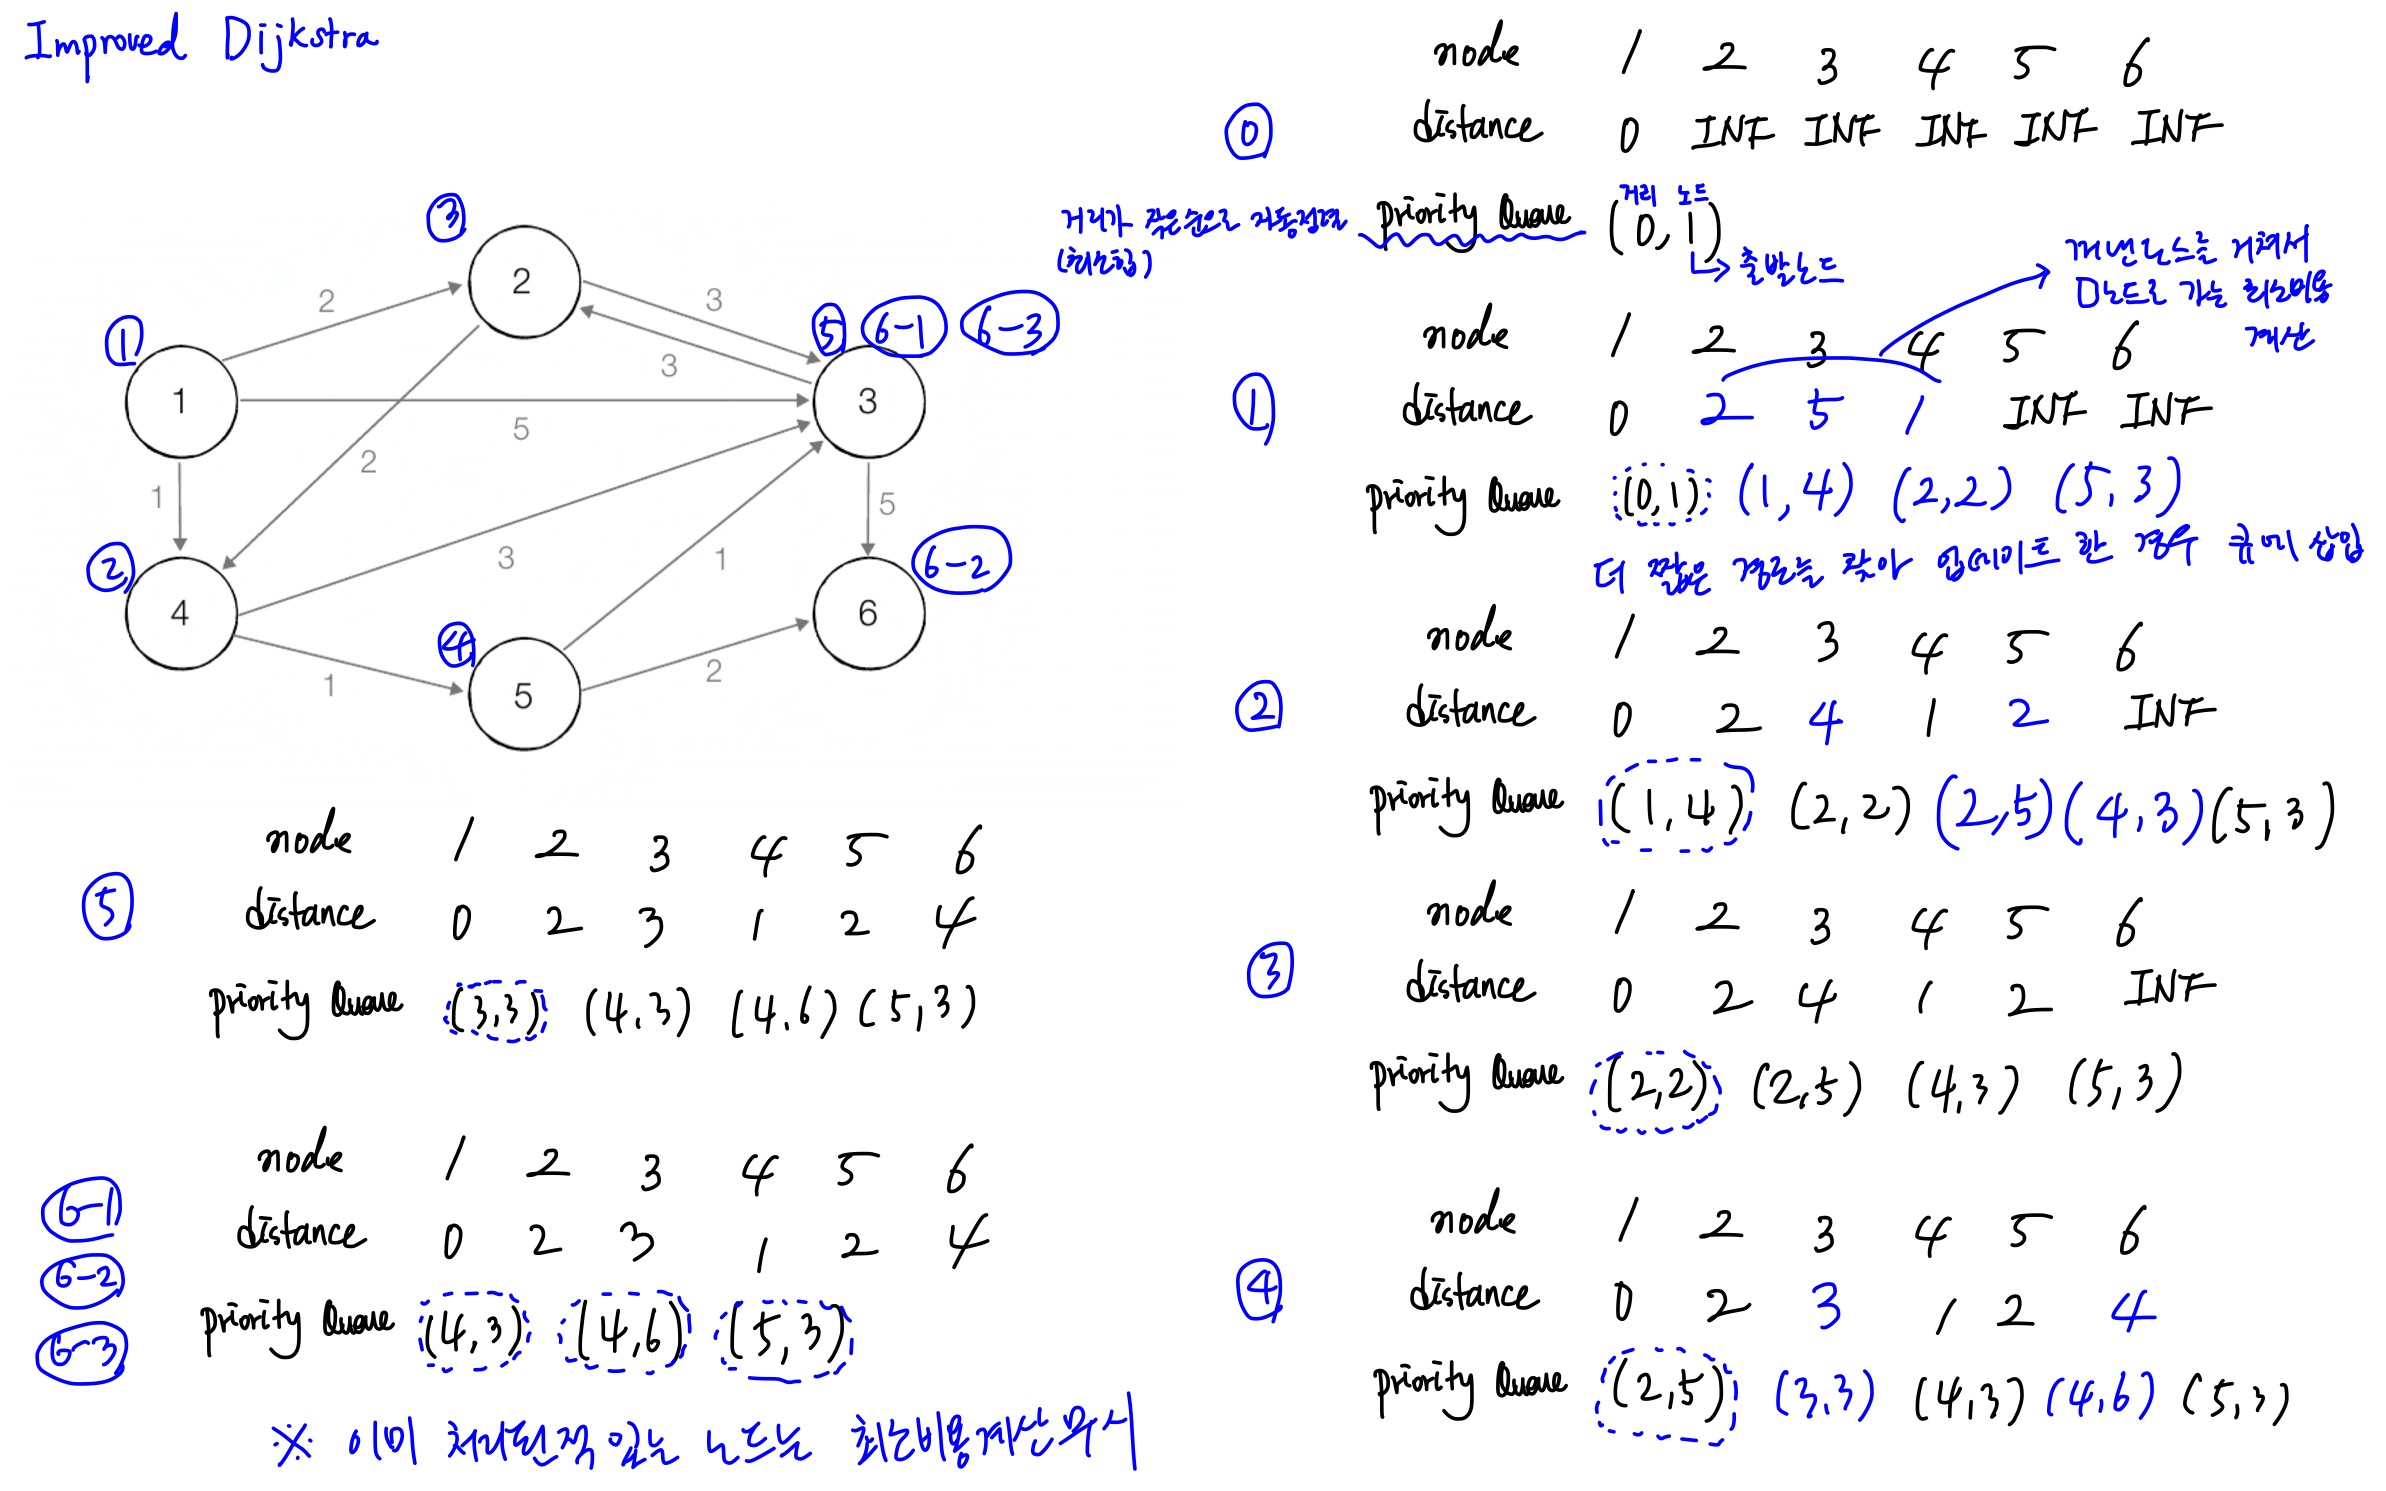 Improved Dijkstra
③
2
① 2 3 ⑤ 6-1 6-3
1 3 3
5
2
1 5
② 3 1 6-2
4 ④ 6
1 5 2
node 1 2 3 4 5 6
⓪ distance 0 INF INF INF INF INF
거리가 작은순으로 자동정렬
(최소힙)
거리 노드
priority Queue (0,1)
출발노드
꺼낸노드를 거쳐서
노드로 가는 최소비용
계산
node 1 2 3 4 5 6
① distance 0 2 5 1 INF INF
priority Queue (0,1) (1,4) (2,2) (5,3)
더 짧은 경로를 찾아 업데이트 한 경우 큐에 삽입
node 1 2 3 4 5 6
② distance 0 2 4 1 2 INF
priority Queue (1,4) (2,2) (2,5) (4,3) (5,3)
node 1 2 3 4 5 6
③ distance 0 2 4 1 2 INF
priority Queue (2,2) (2,5) (4,3) (5,3)
node 1 2 3 4 5 6
④ distance 0 2 3 1 2 4
priority Queue (2,5) (3,3) (4,3) (4,6) (5,3)
node 1 2 3 4 5 6
⑤ distance 0 2 3 1 2 4
priority Queue (3,3) (4,3) (4,6) (5,3)
node 1 2 3 4 5 6
6-1
distance 0 2 3 1 2 4
6-2
priority Queue (4,3) (4,6) (5,3)
6-3
※ 이미 처리된적 있는 노드는 최소비용계산 무시